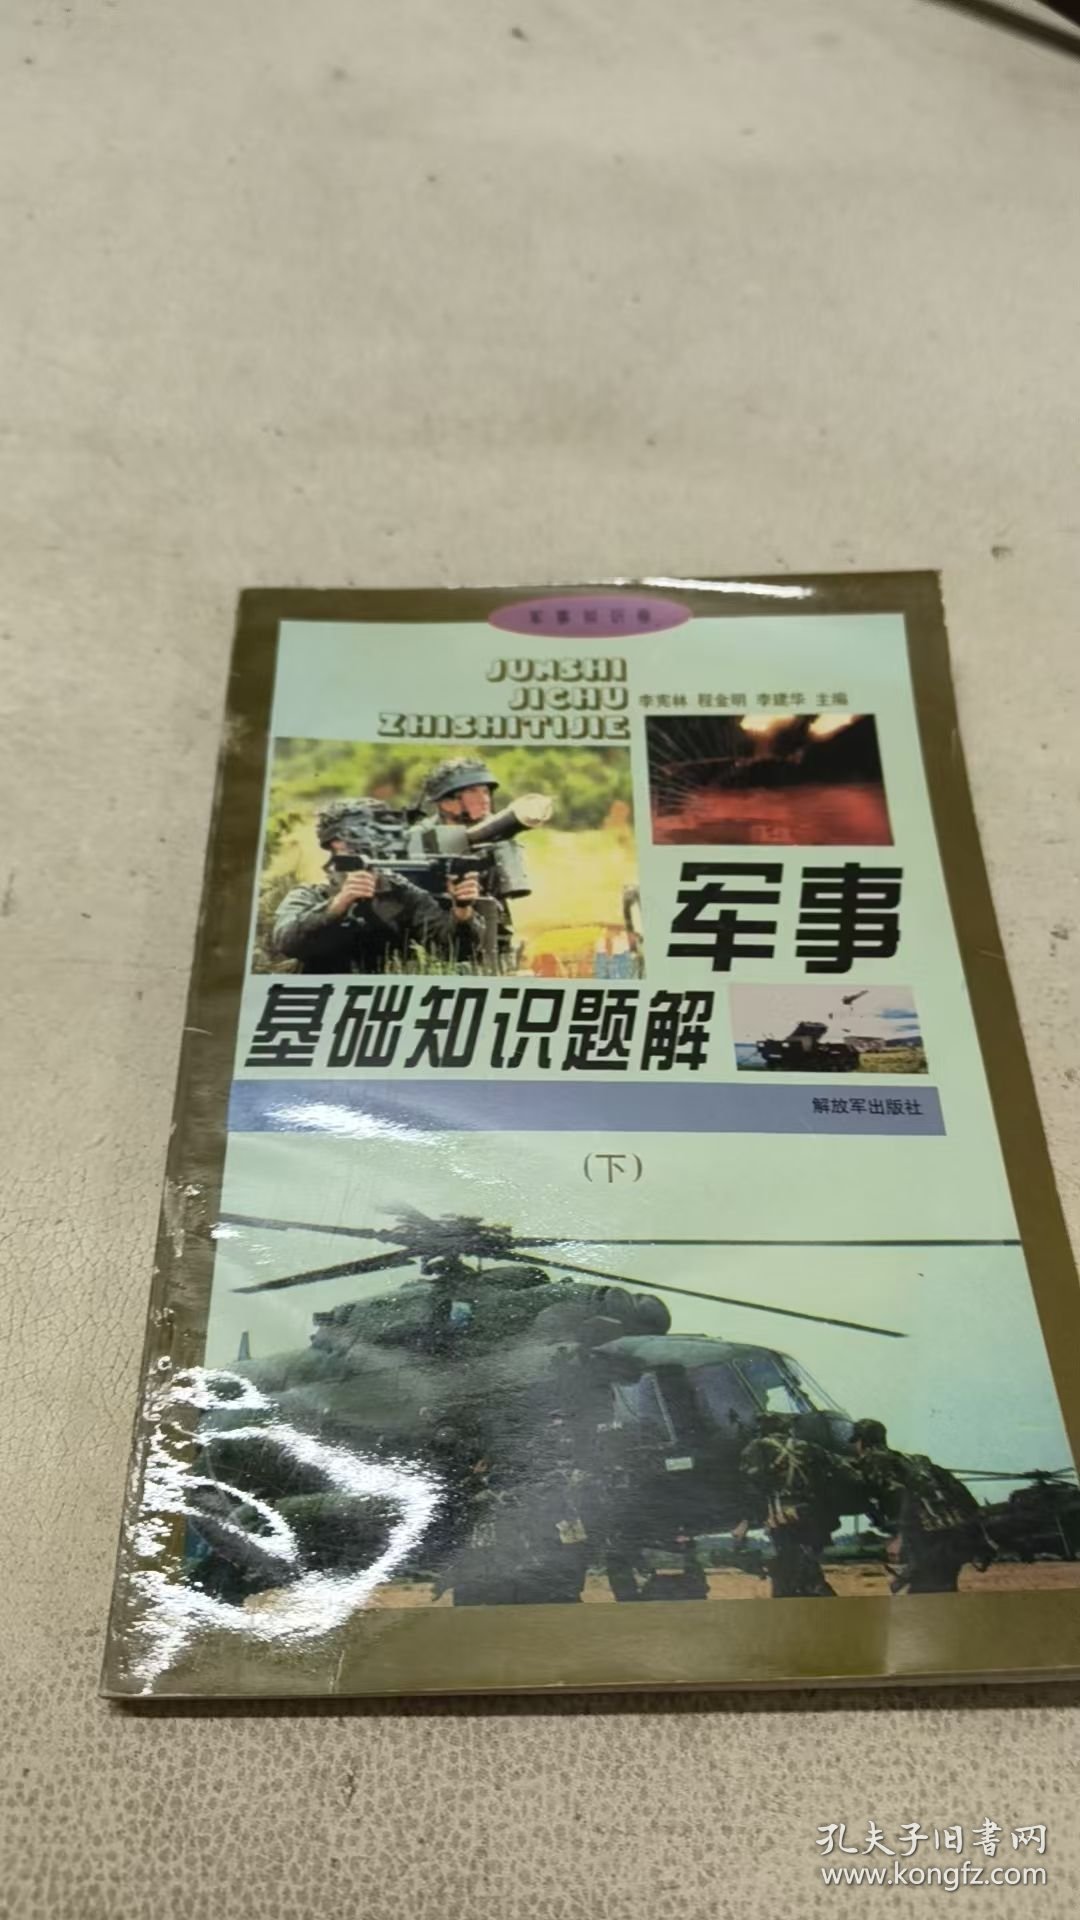 军事知识卷
JUNSHI
JICHU
ZHISHITIJIE
李宪林 程金明 李建华 主编
军事
基础知识题解
解放军出版社
(下)
孔夫子旧书网
www.kongfz.com